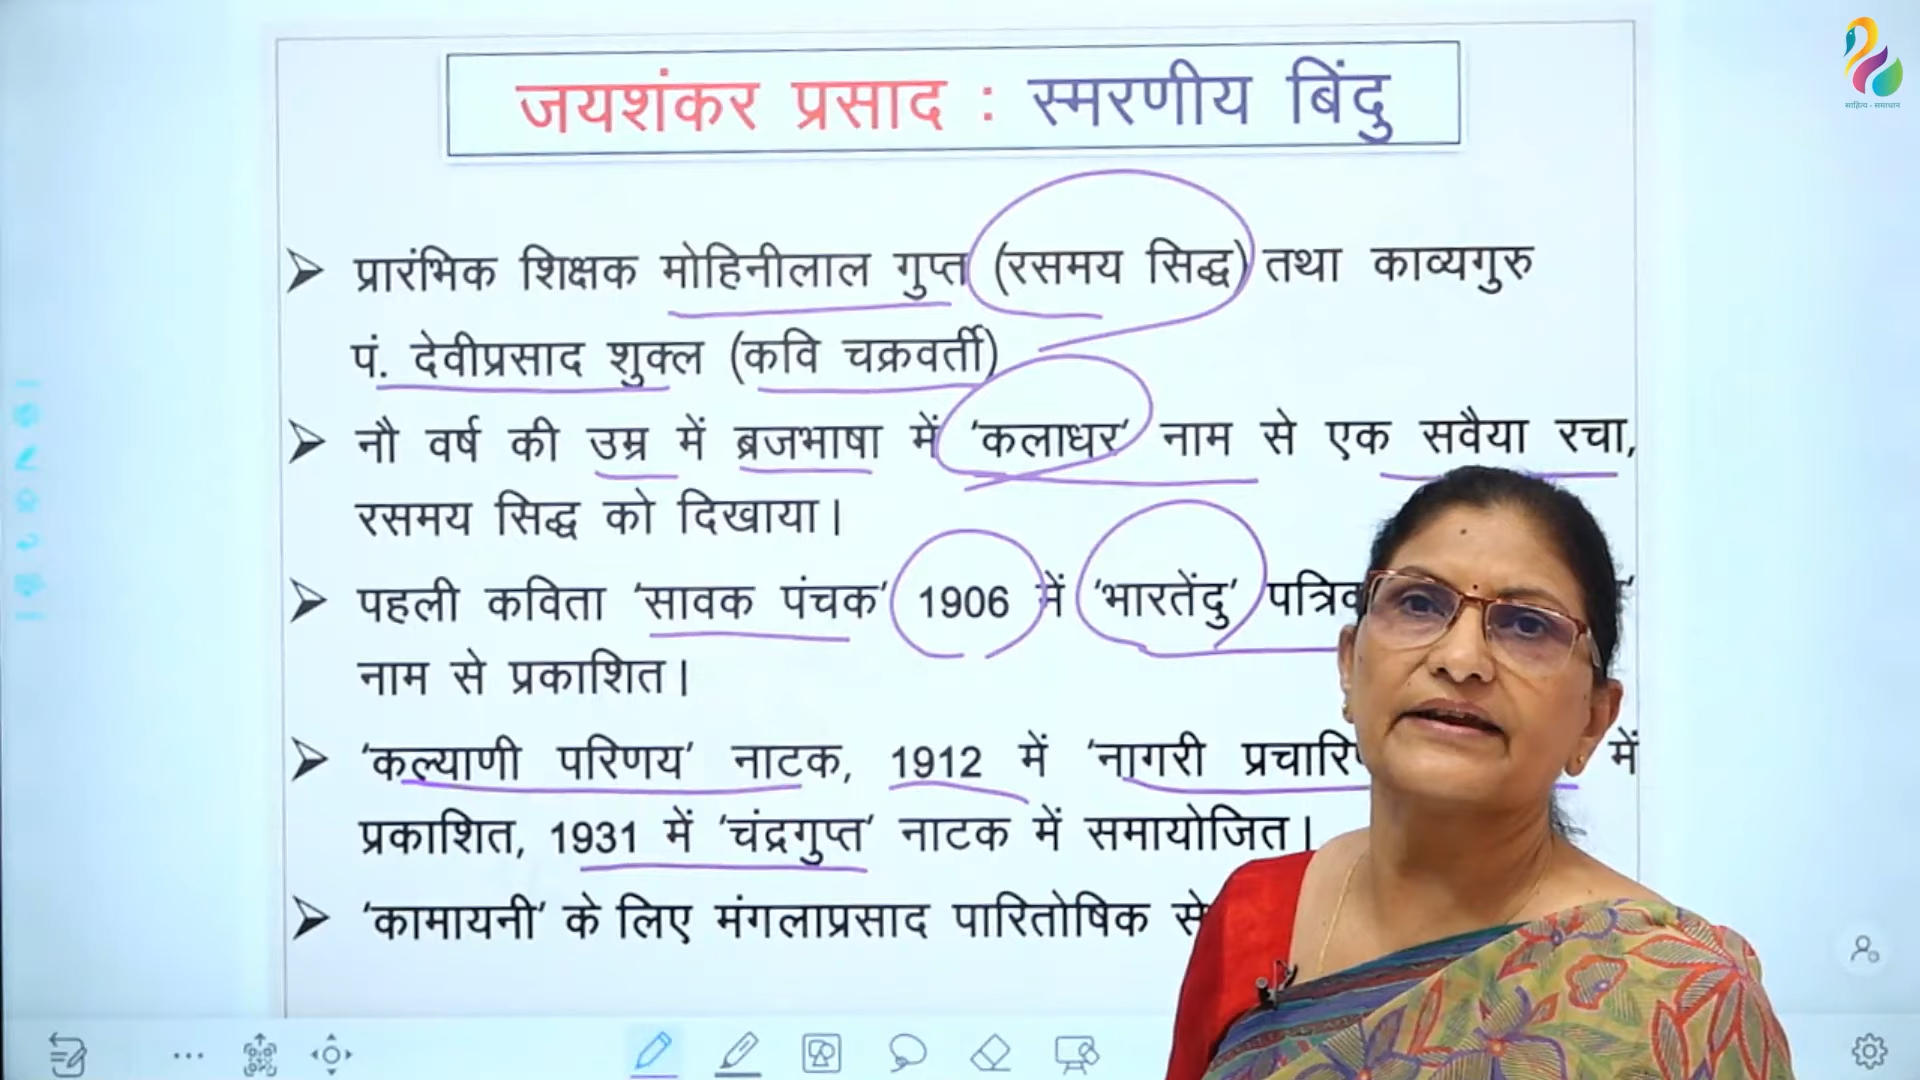 जयशंकर प्रसाद : स्मरणीय बिंदु
साहित्य - समाधान
➤ प्रारंभिक शिक्षक मोहिनीलाल गुप्त (रसमय सिद्ध) तथा काव्यगुरु
पं. देवीप्रसाद शुक्ल (कवि चक्रवर्ती)
➤ नौ वर्ष की उम्र में ब्रजभाषा में 'कलाधर' नाम से एक सवैया रचा,
रसमय सिद्ध को दिखाया।
➤ पहली कविता 'सावक पंचक' 1906 में 'भारतेंदु'
नाम से प्रकाशित।
➤ 'कल्याणी परिणय' नाटक, 1912 में 'नागरी में
प्रकाशित, 1931 में 'चंद्रगुप्त' नाटक में समायोजित।
➤ 'कामायनी' के लिए मंगलाप्रसाद पारितोषिक से